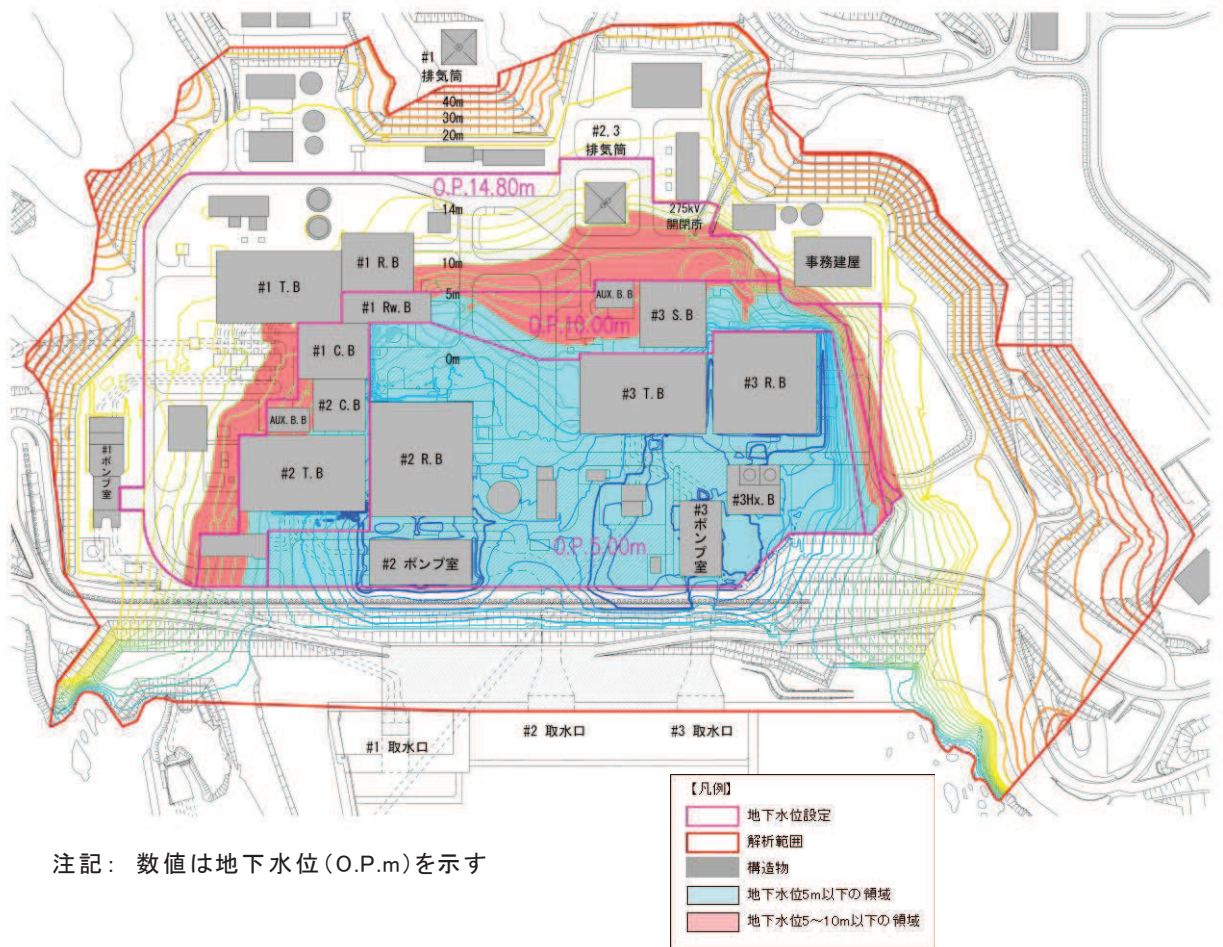 #1
排気筒
40m
30m
20m
#2,3
排気筒
O.P.14.80m
14m
275kV
開閉所
#1 R.B
10m
事務建屋
#1 T.B
5m
AUX.B.B
#1 Rw.B
#3 S.B
O.P.10.00m
#1 C.B
0m
#3 T.B
#3 R.B
#2 C.B
AUX.B.B
#1 ポンプ室
#2 R.B
#2 T.B
#3Hx.B
#3 ポンプ室
O.P.5.00m
#2 ポンプ室
#1 取水口
#2 取水口
#3 取水口
【凡例】
地下水位設定
解析範囲
構造物
地下水位5m以下の領域
地下水位5~10m以下の領域
注記: 数値は地下水位(O.P.m)を示す